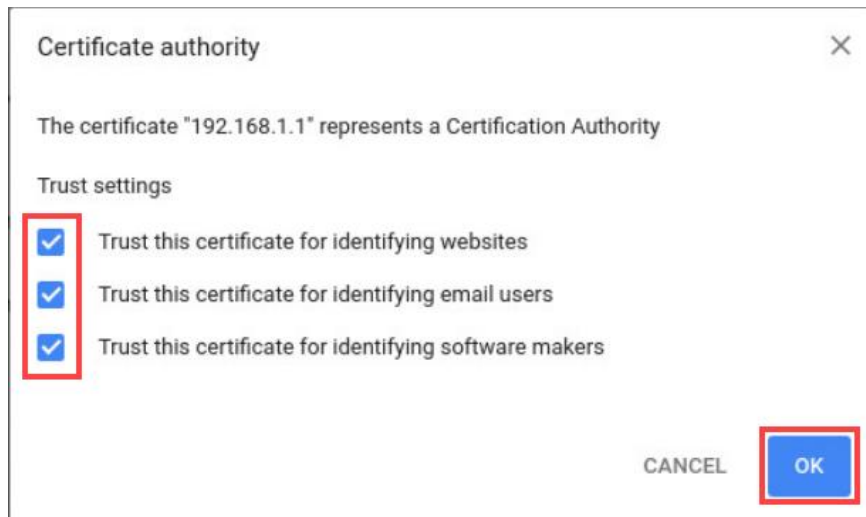 Certificate authority
The certificate "192.168.1.1" represents a Certification Authority
Trust settings
Trust this certificate for identifying websites
Trust this certificate for identifying email users
Trust this certificate for identifying software makers
CANCEL OK